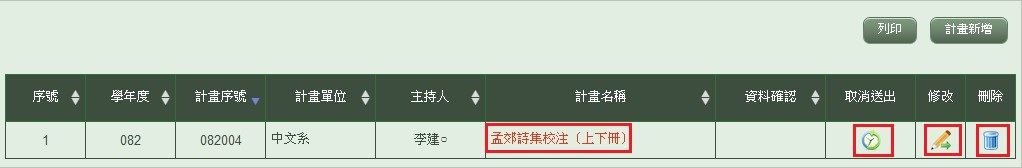 列印 計畫新增
序號 學年度 計畫序號 計畫單位 主持人 計畫名稱 資料確認 取消送出 修改 刪除
1 082 082004 中文系 李建○ 孟郊詩集校注（上下冊）